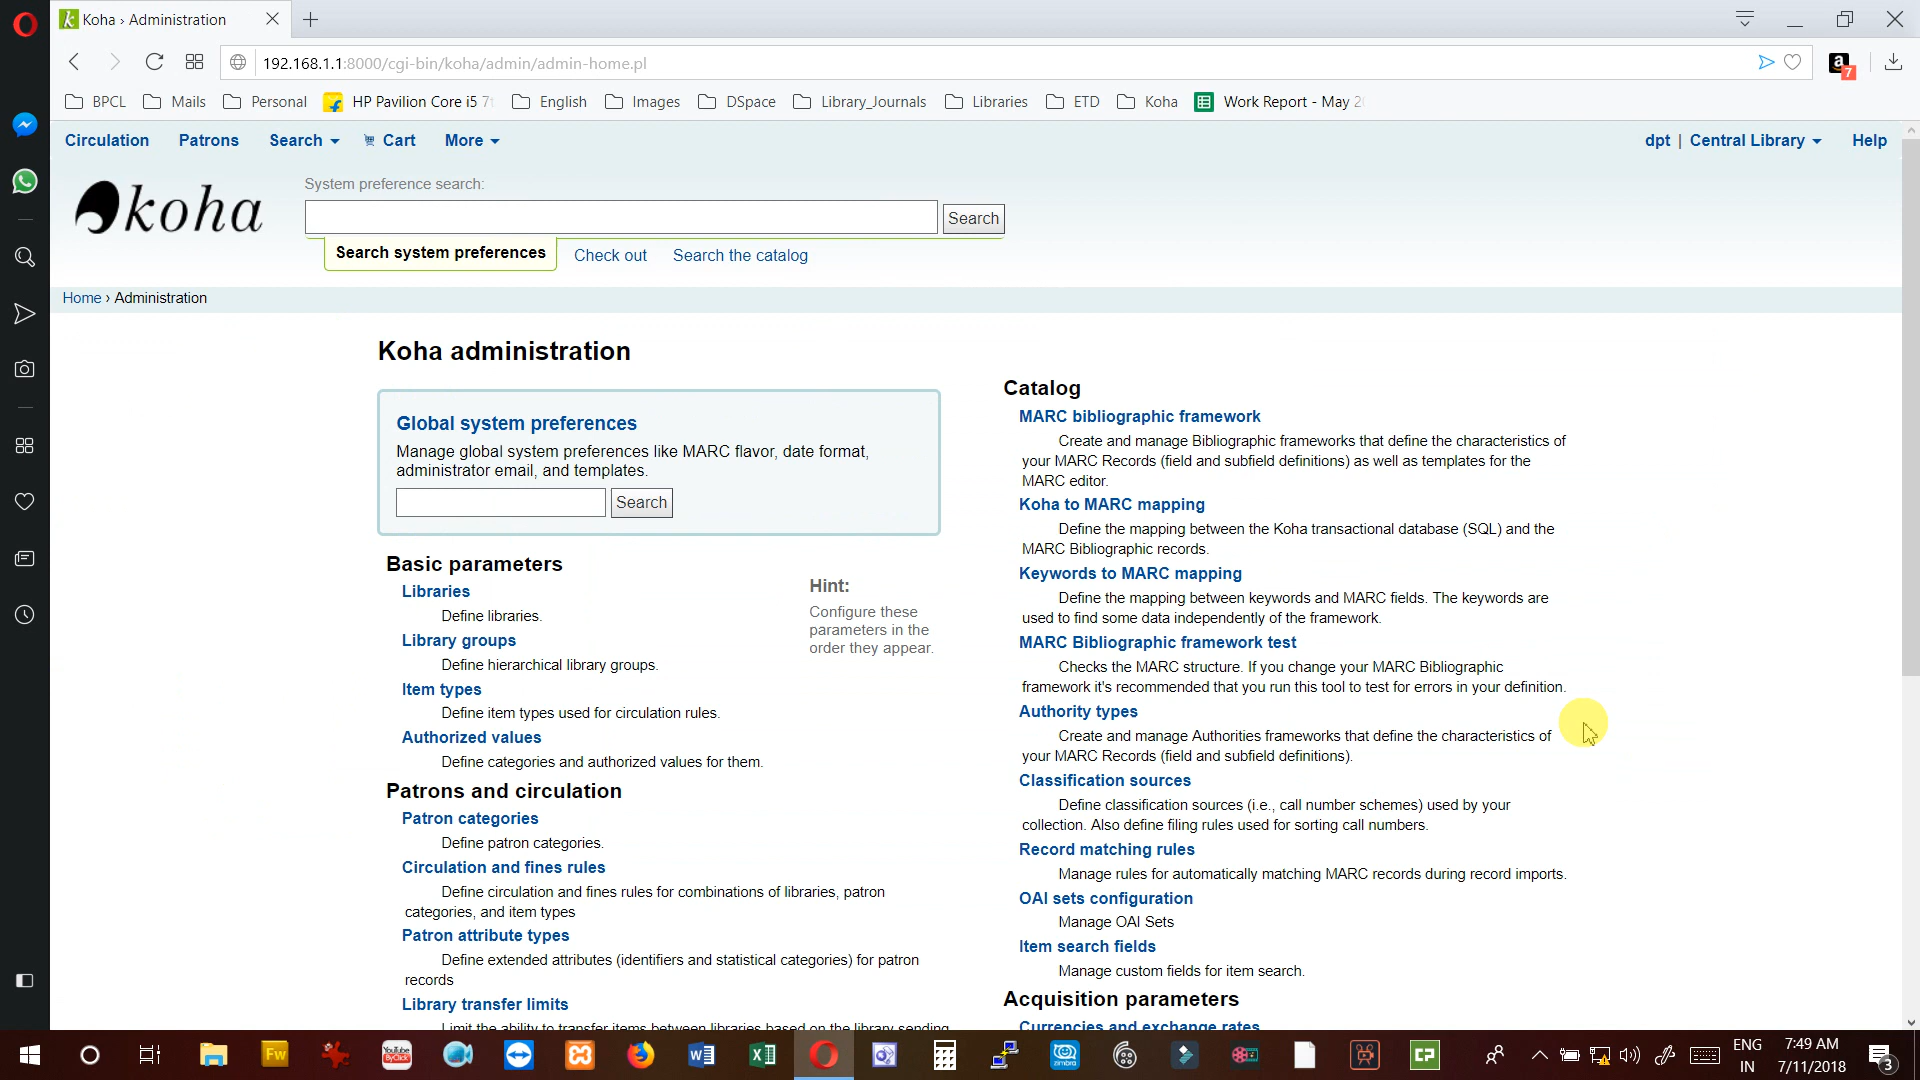 Koha › Administration
192.168.1.1:8000/cgi-bin/koha/admin/admin-home.pl
7
BPCL Mails Personal HP Pavilion Core i5 English Images DSpace Library_Journals Libraries ETD Koha Work Report - May
Circulation Patrons Search Cart More dpt | Central Library Help
koha
System preference search:
Search
Search system preferences Check out Search the catalog
Home › Administration
Koha administration
Global system preferences
Manage global system preferences like MARC flavor, date format,
administrator email, and templates.
Search
Basic parameters
Libraries
Define libraries.
Library groups
Define hierarchical library groups.
Item types
Define item types used for circulation rules.
Authorized values
Define categories and authorized values for them.
Hint:
Configure these
parameters in the
order they appear.
Patrons and circulation
Patron categories
Define patron categories.
Circulation and fines rules
Define circulation and fines rules for combinations of libraries, patron
categories, and item types
Patron attribute types
Define extended attributes (identifiers and statistical categories) for patron
records
Library transfer limits
Limit the ability to transfer items between libraries based on the library sending
Catalog
MARC bibliographic framework
Create and manage Bibliographic frameworks that define the characteristics of
your MARC Records (field and subfield definitions) as well as templates for the
MARC editor.
Koha to MARC mapping
Define the mapping between the Koha transactional database (SQL) and the
MARC Bibliographic records.
Keywords to MARC mapping
Define the mapping between keywords and MARC fields. The keywords are
used to find some data independently of the framework.
MARC Bibliographic framework test
Checks the MARC structure. If you change your MARC Bibliographic
framework it's recommended that you run this tool to test for errors in your definition.
Authority types
Create and manage Authorities frameworks that define the characteristics of
your MARC Records (field and subfield definitions).
Classification sources
Define classification sources (i.e., call number schemes) used by your
collection. Also define filing rules used for sorting call numbers.
Record matching rules
Manage rules for automatically matching MARC records during record imports.
OAI sets configuration
Manage OAI Sets
Item search fields
Manage custom fields for item search.
Acquisition parameters
Currencies and exchange rates
ENG
IN
7:49 AM
7/11/2018
3